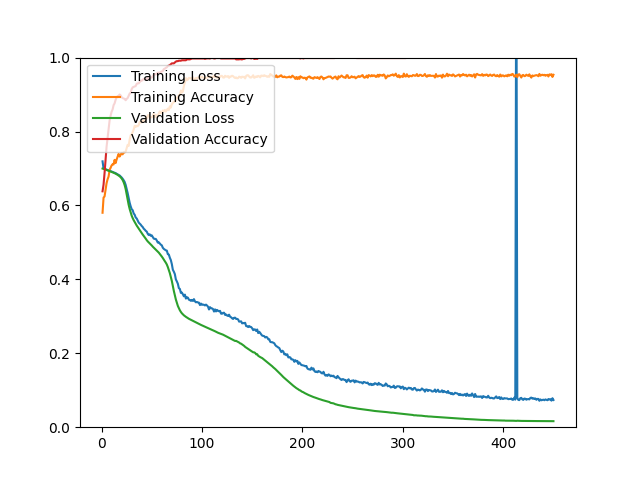 1.0
0.8
0.6
0.4
0.2
0.0
Training Loss
Training Accuracy
Validation Loss
Validation Accuracy
0 100 200 300 400